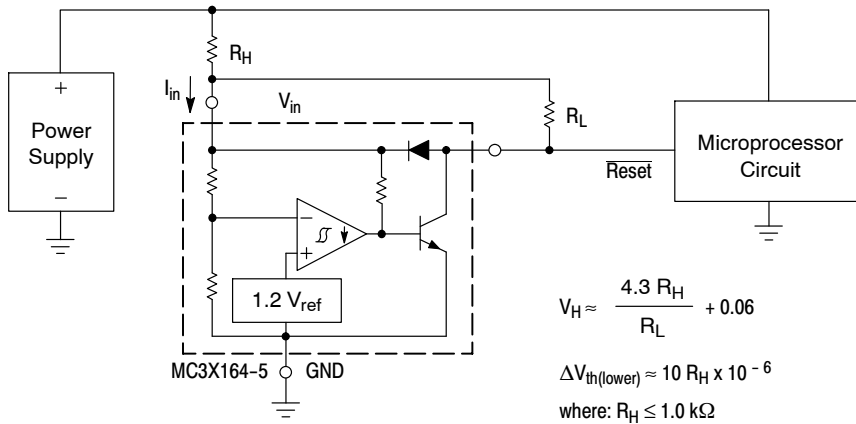 R_H
I_in
V_in
R_L
+
Power
Supply
−
Microprocessor
Circuit
Reset
−
+
1.2 V_ref
MC3X164−5
GND
V_H ≈ 4.3 R_H / R_L + 0.06
ΔV_th(lower) ≈ 10 R_H x 10^−6
where: R_H ≤ 1.0 kΩ